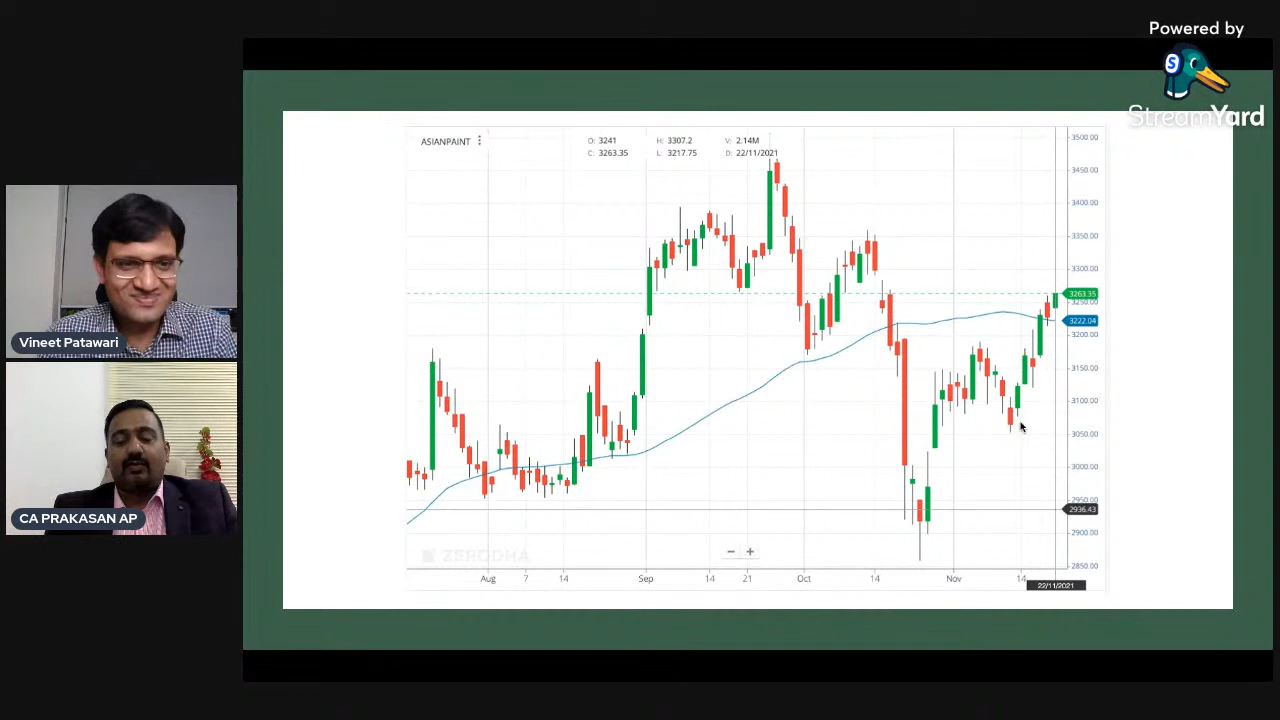 Powered by
StreamYard
Vineet Patawari
CA PRAKASAN AP
ASIANPAINT
O: 3241 H: 3307.2 V: 2.14M
C: 3263.35 L: 3217.75 D: 22/11/2021
3500.00
3450.00
3400.00
3350.00
3300.00
3263.35
3250.00
3222.04
3200.00
3150.00
3100.00
3050.00
3000.00
2950.00
2936.43
2900.00
2850.00
ZERODHA
Aug 7 14 Sep 14 21 Oct 14 Nov 14
22/11/2021